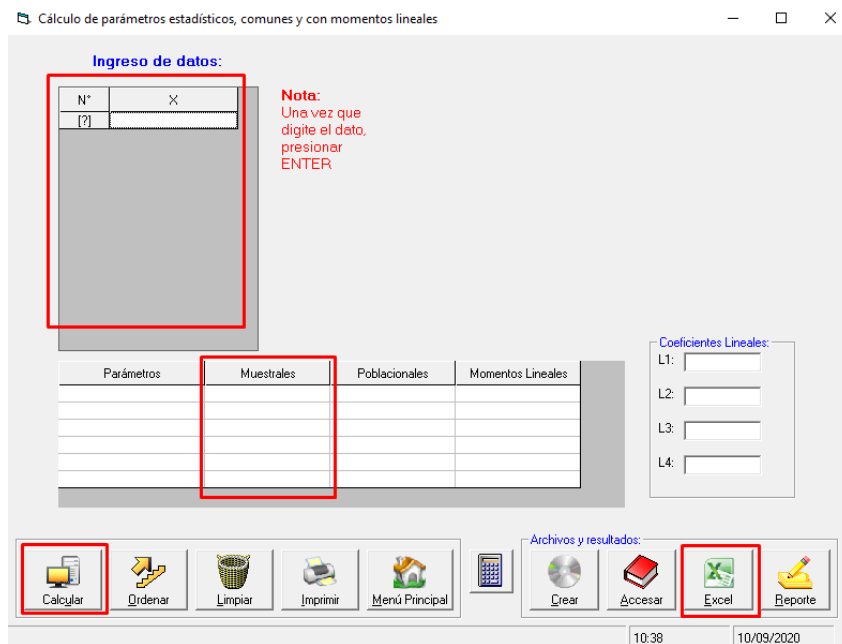 Cálculo de parámetros estadísticos, comunes y con momentos lineales
Ingreso de datos:
N° X
[?]
Nota:
Una vez que
digite el dato,
presionar
ENTER
Parámetros Muestrales Poblacionales Momentos Lineales
Coeficientes Lineales:
L1:
L2:
L3:
L4:
Calcular Ordenar Limpiar Imprimir Menú Principal
Archivos y resultados:
Crear Accesar Excel Reporte
10:38 10/09/2020